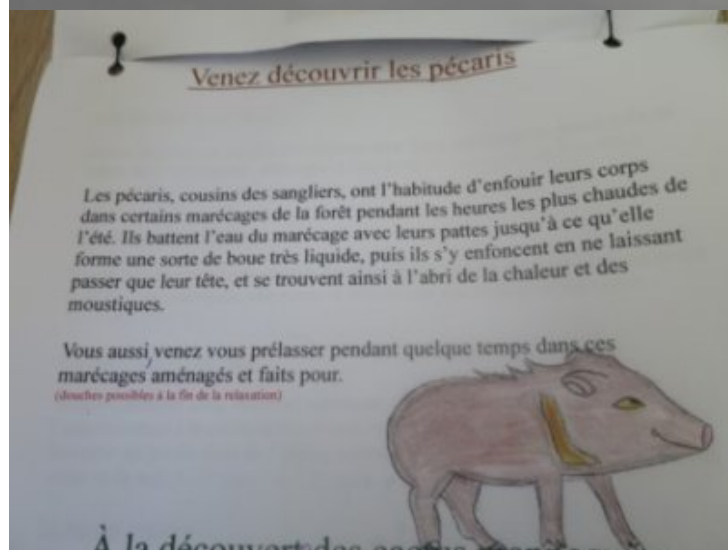 Venez découvrir les pécaris
Les pécaris, cousins des sangliers, ont l'habitude d'enfouir leurs corps
dans certains marécages de la forêt pendant les heures les plus chaudes de
l'été. Ils battent l'eau du marécage avec leurs pattes jusqu'à ce qu'elle
forme une sorte de boue très liquide, puis ils s'y enfoncent en ne laissant
passer que leur tête, et se trouvent ainsi à l'abri de la chaleur et des
moustiques.
Vous aussi, venez vous prélasser pendant quelque temps dans ces
marécages aménagés et faits pour.
(douches possibles à la fin de la relaxation)
À la découvert des